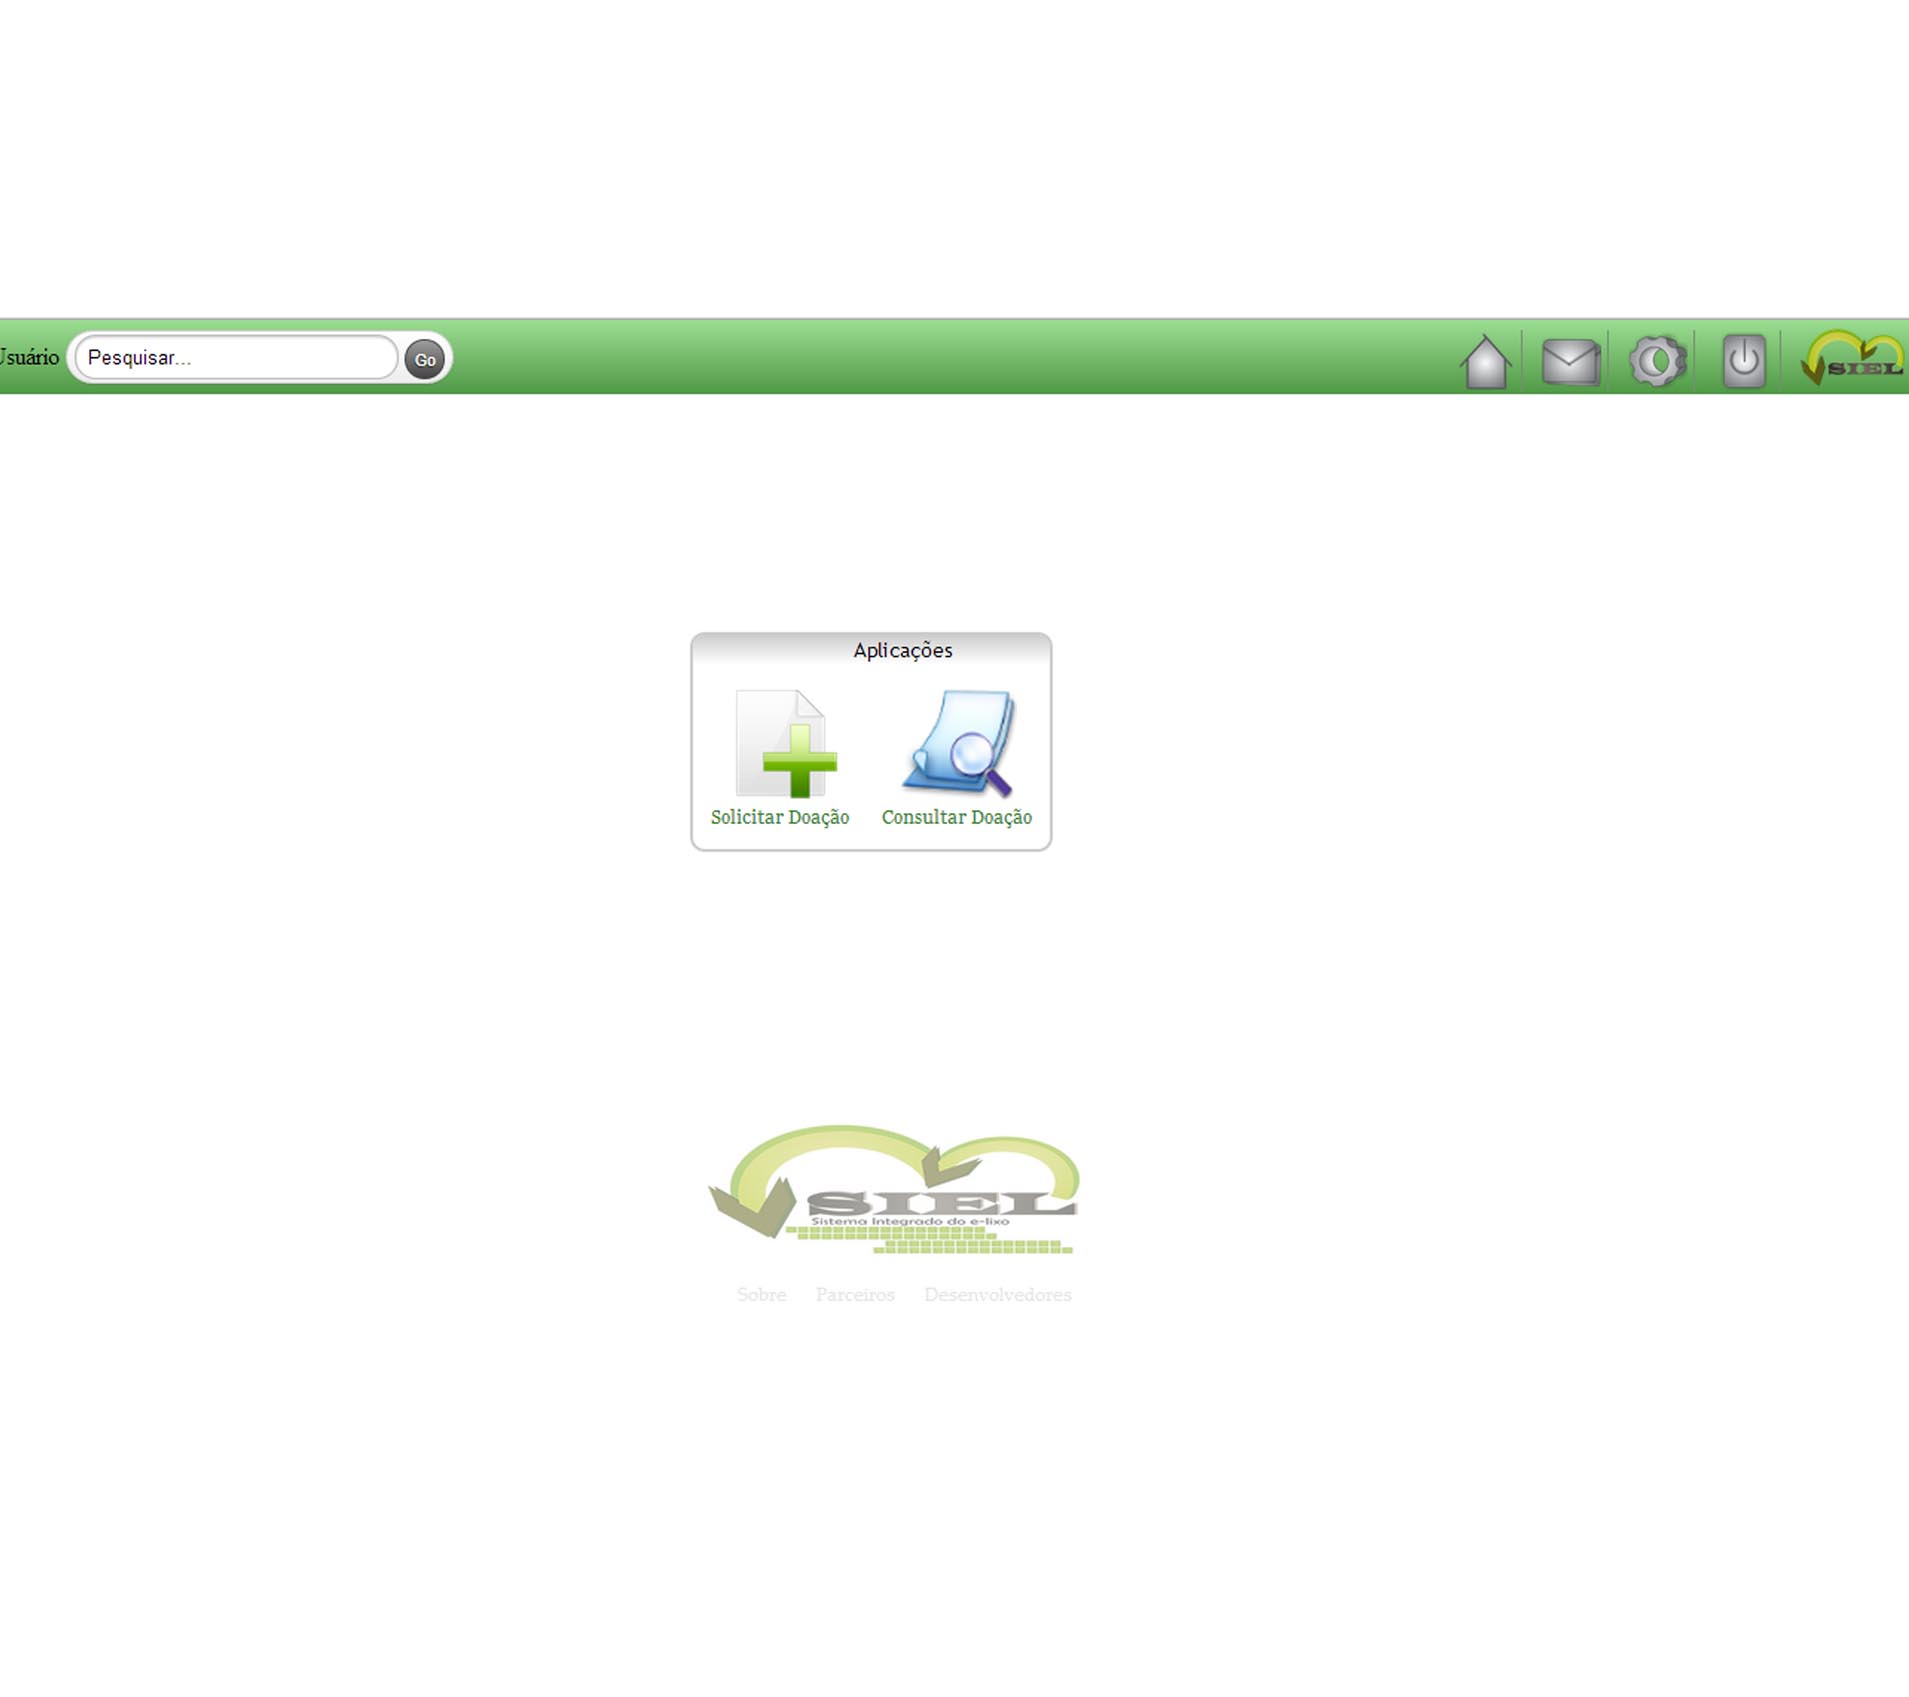 Usuário Pesquisar... Go SIEL
Aplicações
Solicitar Doação Consultar Doação
SIEL
Sistema Integrado do e-lixo
Sobre Parceiros Desenvolvedores